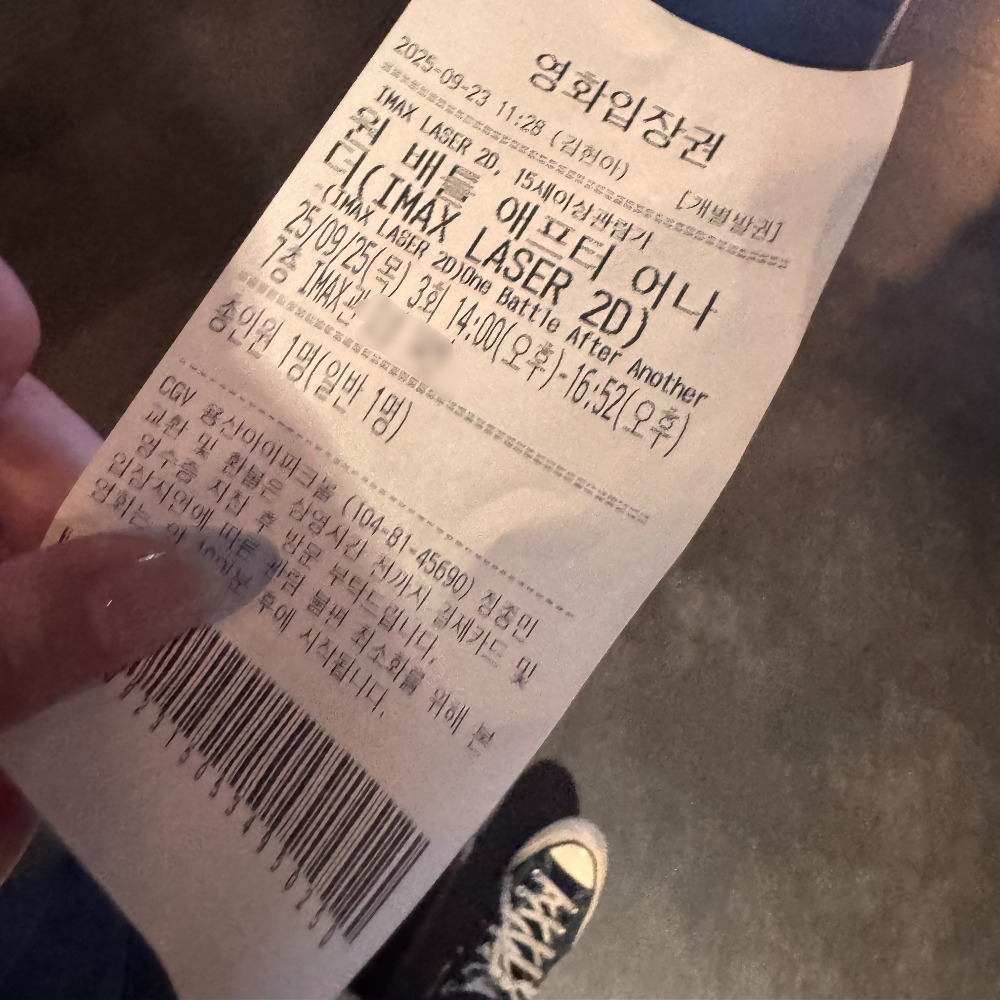 영화입장권
2025-09-23 11:28 (김현아) [개별발권]
IMAX LASER 2D, 15세이상관람가
원 배틀 애프터 어나
더(IMAX LASER 2D)
(IMAX LASER 2D)One Battle After Another
25/09/25(목) 3회 14:00(오후)-16:52(오후)
7층 IMAX관
총인원 1명(일반 1명)
CGV 용산아이파크몰 (104-81-45690) 정종민
교환 및 환불은 상영시간 전까지 결제카드 및
영수증 지참 후 방문 부탁드립니다.
입장지연에 따른 관람 불편 최소화를 위해 본
영화는 약 10여분 후에 시작됩니다.